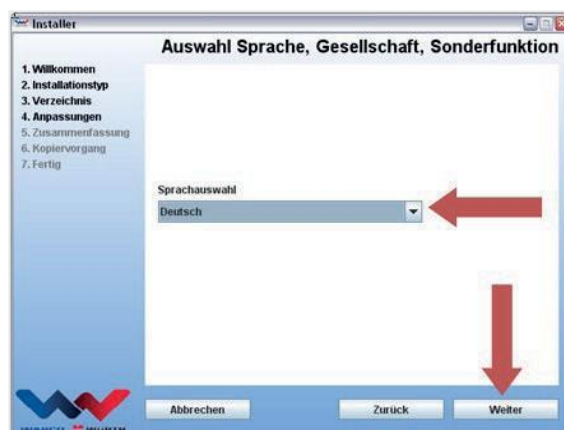 Installer
Auswahl Sprache, Gesellschaft, Sonderfunktion
1. Willkommen
2. Installationstyp
3. Verzeichnis
4. Anpassungen
5. Zusammenfassung
6. Kopiervorgang
7. Fertig
Sprachauswahl
Deutsch
Abbrechen
Zurück
Weiter